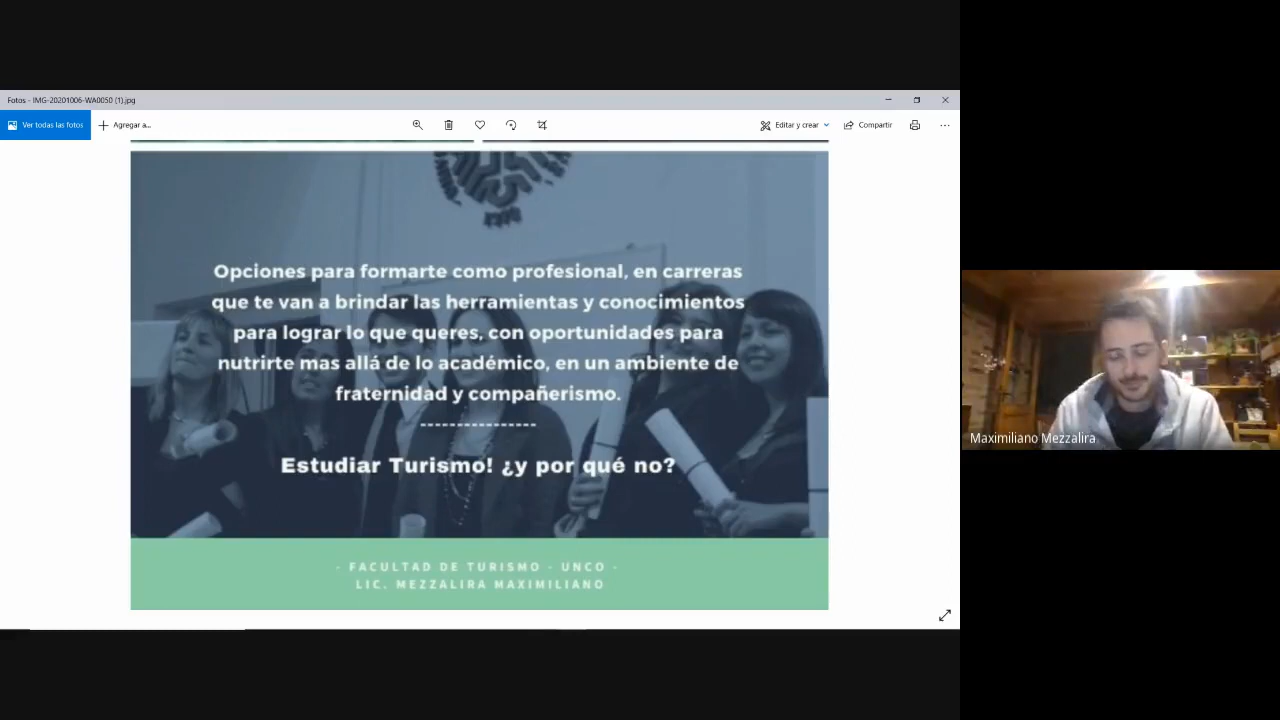 Fotos - IMG-20201006-WA0050 (1).jpg
Ver todas las fotos
Agregar a...
Editar y crear
Compartir
Opciones para formarte como profesional, en carreras
que te van a brindar las herramientas y conocimientos
para lograr lo que queres, con oportunidades para
nutrirte mas allá de lo académico, en un ambiente de
fraternidad y compañerismo.
----------------
Estudiar Turismo! ¿y por qué no?
- FACULTAD DE TURISMO - UNCO -
LIC. MEZZALIRA MAXIMILIANO
Maximiliano Mezzalira